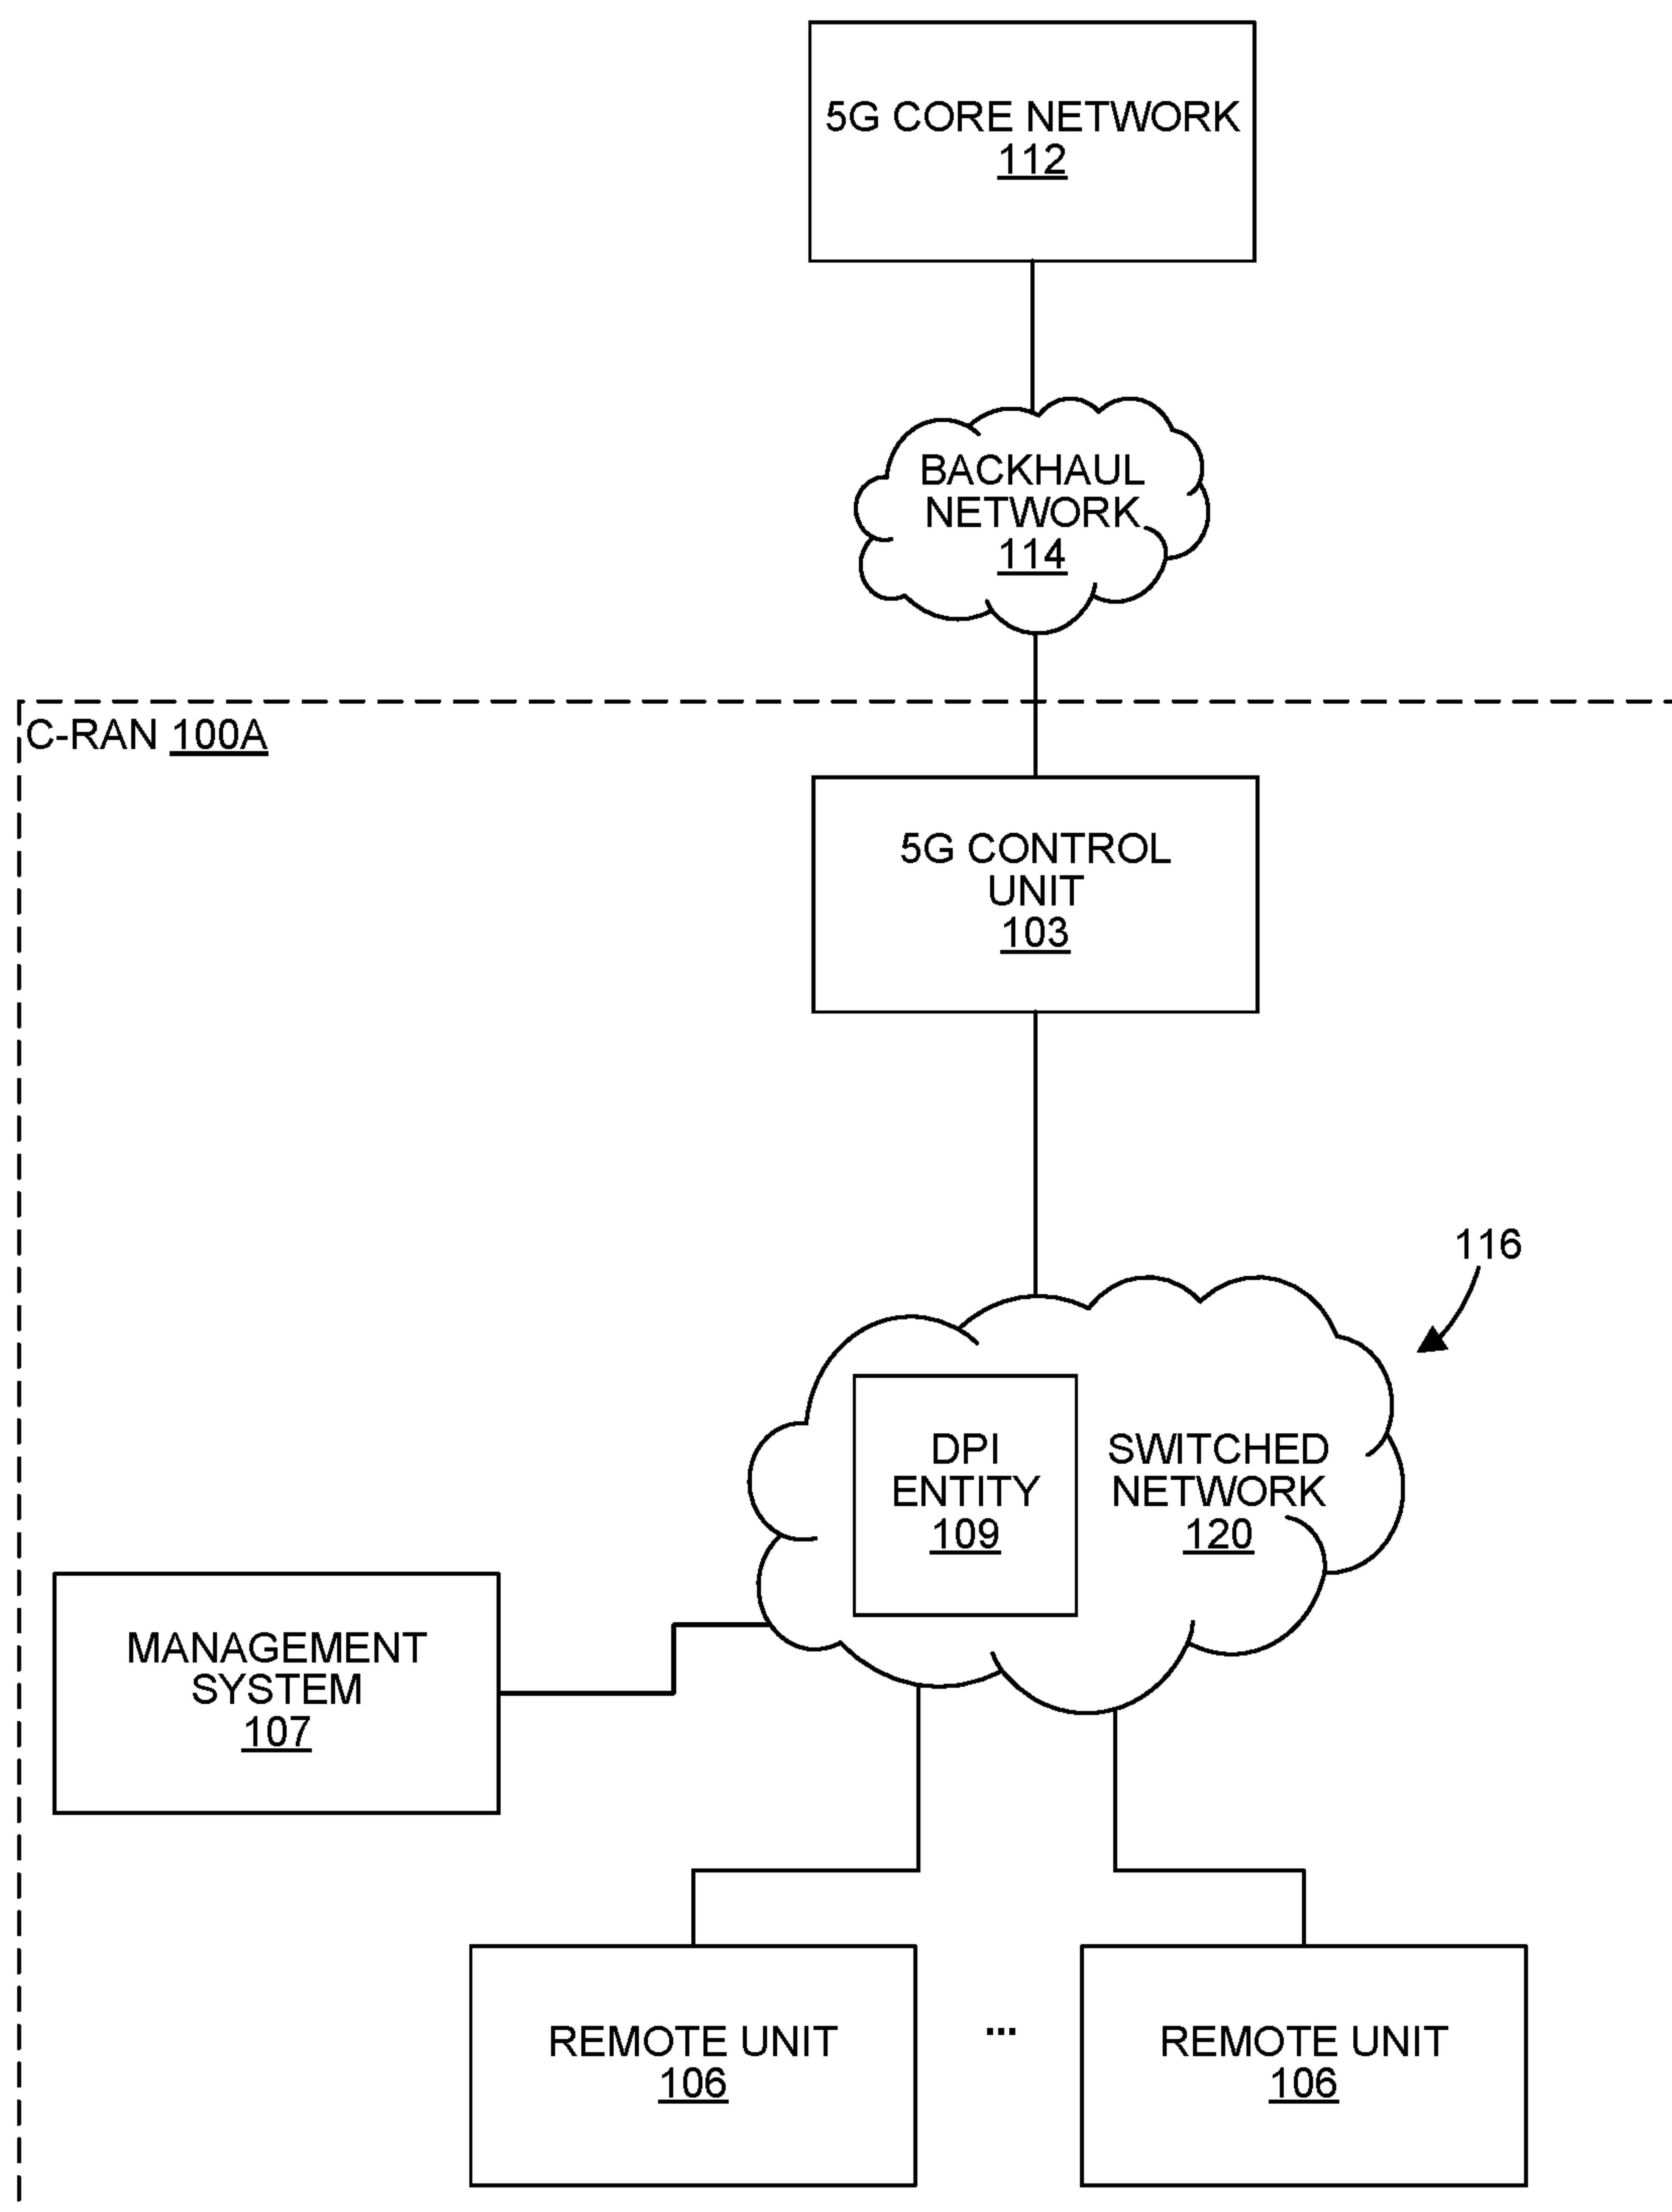 5G CORE NETWORK
112
BACKHAUL
NETWORK
114
C-RAN 100A
5G CONTROL
UNIT
103
116
DPI
ENTITY
109
SWITCHED
NETWORK
120
MANAGEMENT
SYSTEM
107
REMOTE UNIT
106
...
REMOTE UNIT
106